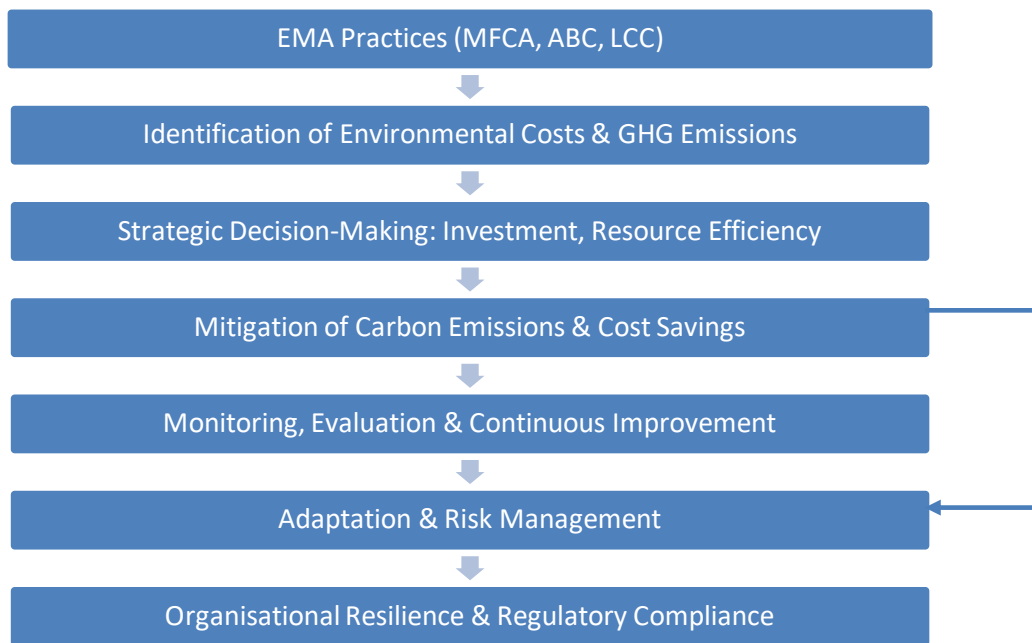 EMA Practices (MFCA, ABC, LCC)
Identification of Environmental Costs & GHG Emissions
Strategic Decision-Making: Investment, Resource Efficiency
Mitigation of Carbon Emissions & Cost Savings
Monitoring, Evaluation & Continuous Improvement
Adaptation & Risk Management
Organisational Resilience & Regulatory Compliance